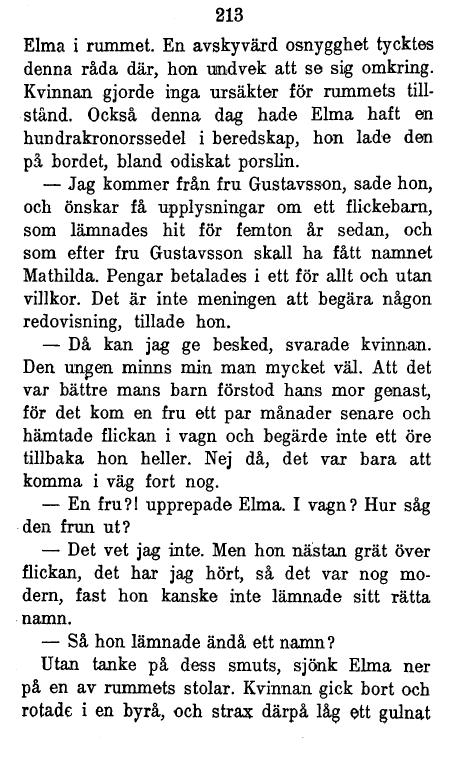 213
Elma i rummet. En avskyvärd osnygghet tycktes
denna råda där, hon undvek att se sig omkring.
Kvinnan gjorde inga ursäkter för rummets till-
stånd. Också denna dag hade Elma haft en
hundrakronorssedel i beredskap, hon lade den
på bordet, bland odiskat porslin.
— Jag kommer från fru Gustavsson, sade hon,
och önskar få upplysningar om ett flickebarn,
som lämnades hit för femton år sedan, och
som efter fru Gustavsson skall ha fått namnet
Mathilda. Pengar betalades i ett för allt och utan
villkor. Det är inte meningen att begära någon
redovisning, tillade hon.
— Då kan jag ge besked, svarade kvinnan.
Den ungen minns min man mycket väl. Att det
var bättre mans barn förstod hans mor genast,
för det kom en fru ett par månader senare och
hämtade flickan i vagn och begärde inte ett öre
tillbaka hon heller. Nej då, det var bara att
komma i väg fort nog.
— En fru?! upprepade Elma. I vagn? Hur såg
den frun ut?
— Det vet jag inte. Men hon nästan grät över
flickan, det har jag hört, så det var nog mo-
dern, fast hon kanske inte lämnade sitt rätta
namn.
— Så hon lämnade ändå ett namn?
Utan tanke på dess smuts, sjönk Elma ner
på en av rummets stolar. Kvinnan gick bort och
rotade i en byrå, och strax därpå låg ett gulnat